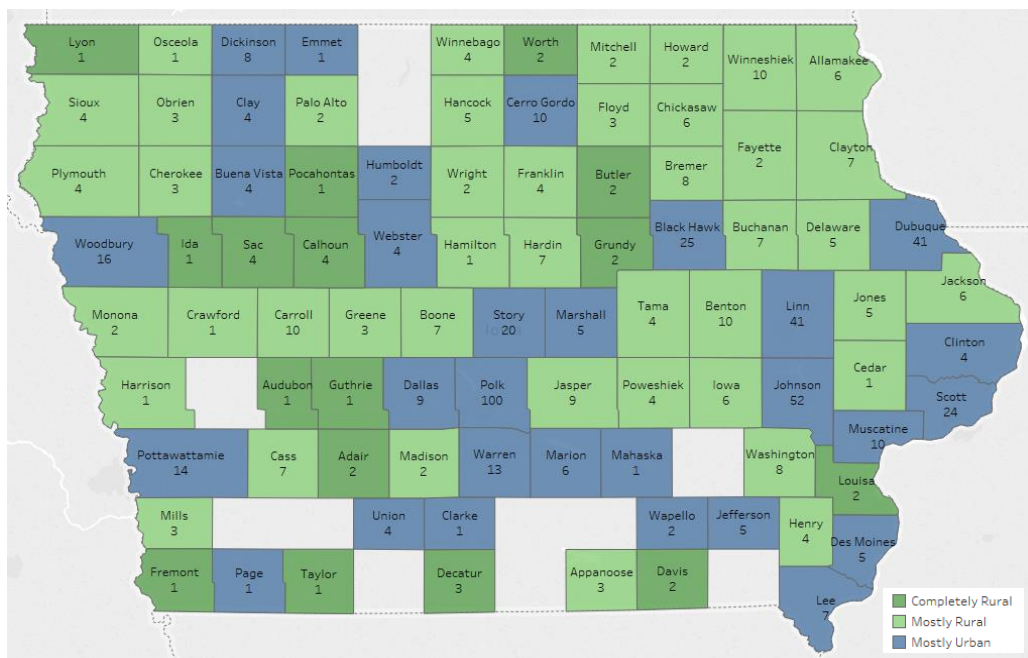 Lyon
1
Osceola
1
Dickinson
8
Emmet
1
Winnebago
4
Worth
2
Mitchell
2
Howard
2
Winneshiek
10
Allamakee
6
Sioux
4
Obrien
3
Clay
4
Palo Alto
2
Hancock
5
Cerro Gordo
10
Floyd
3
Chickasaw
6
Fayette
2
Clayton
7
Plymouth
4
Cherokee
3
Buena Vista
4
Pocahontas
1
Humboldt
2
Wright
2
Franklin
4
Butler
2
Bremer
8
Woodbury
16
Ida
1
Sac
4
Calhoun
4
Webster
4
Hamilton
1
Hardin
7
Grundy
2
Black Hawk
25
Buchanan
7
Delaware
5
Dubuque
41
Monona
2
Crawford
1
Carroll
10
Greene
3
Boone
7
Story
20
Marshall
5
Tama
4
Benton
10
Linn
41
Jones
5
Jackson
6
Clinton
4
Harrison
1
Audubon
1
Guthrie
1
Dallas
9
Polk
100
Jasper
9
Poweshiek
4
Iowa
6
Johnson
52
Cedar
1
Scott
24
Muscatine
10
Pottawattamie
14
Cass
7
Adair
2
Madison
2
Warren
13
Marion
6
Mahaska
1
Washington
8
Louisa
2
Mills
3
Union
4
Clarke
1
Wapello
2
Jefferson
5
Henry
4
Des Moines
5
Fremont
1
Page
1
Taylor
1
Decatur
3
Appanoose
3
Davis
2
Lee
7
Completely Rural
Mostly Rural
Mostly Urban